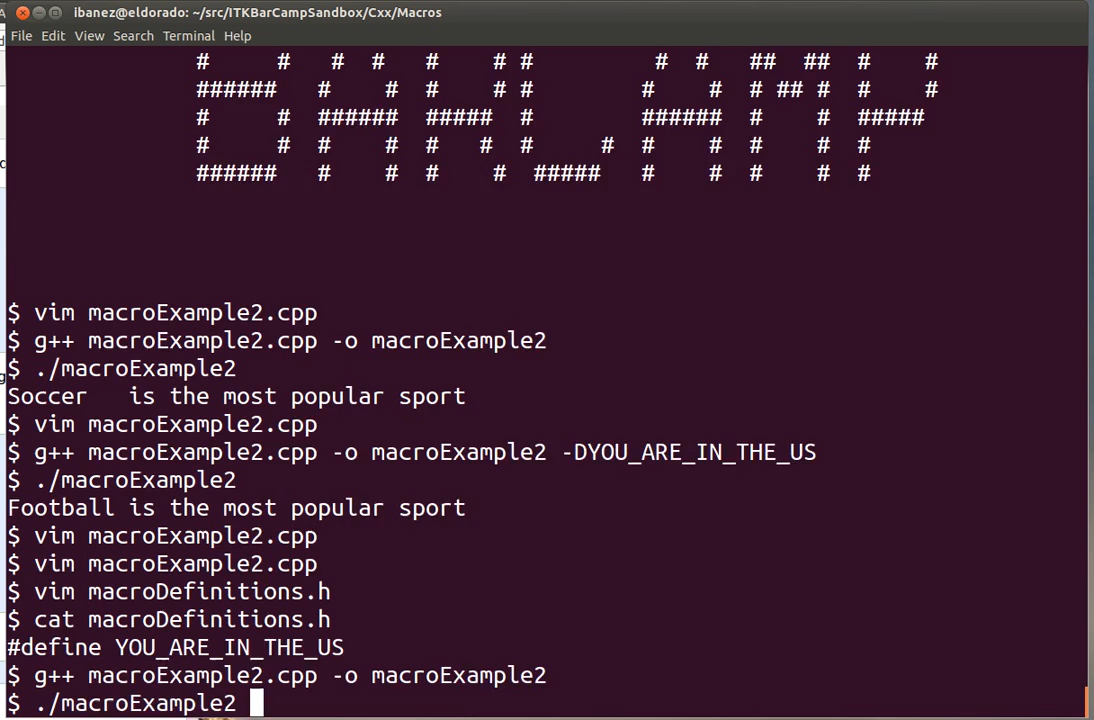 ibanez@eldorado: ~/src/ITKBarCampSandbox/Cxx/Macros
File Edit View Search Terminal Help
#     #   #  #   #    # #         #  #   ##  ##  #    #
######   #    #  #    # #        #    #  # ## #  #    #
#     #  ######  #####  #        ######  #    #  #####
#     #  #    #  #   #  #     #  #    #  #    #  #
######   #    #  #    #  #####   #    #  #    #  #
$ vim macroExample2.cpp
$ g++ macroExample2.cpp -o macroExample2
$ ./macroExample2
Soccer   is the most popular sport
$ vim macroExample2.cpp
$ g++ macroExample2.cpp -o macroExample2 -DYOU_ARE_IN_THE_US
$ ./macroExample2
Football is the most popular sport
$ vim macroExample2.cpp
$ vim macroExample2.cpp
$ vim macroDefinitions.h
$ cat macroDefinitions.h
#define YOU_ARE_IN_THE_US
$ g++ macroExample2.cpp -o macroExample2
$ ./macroExample2